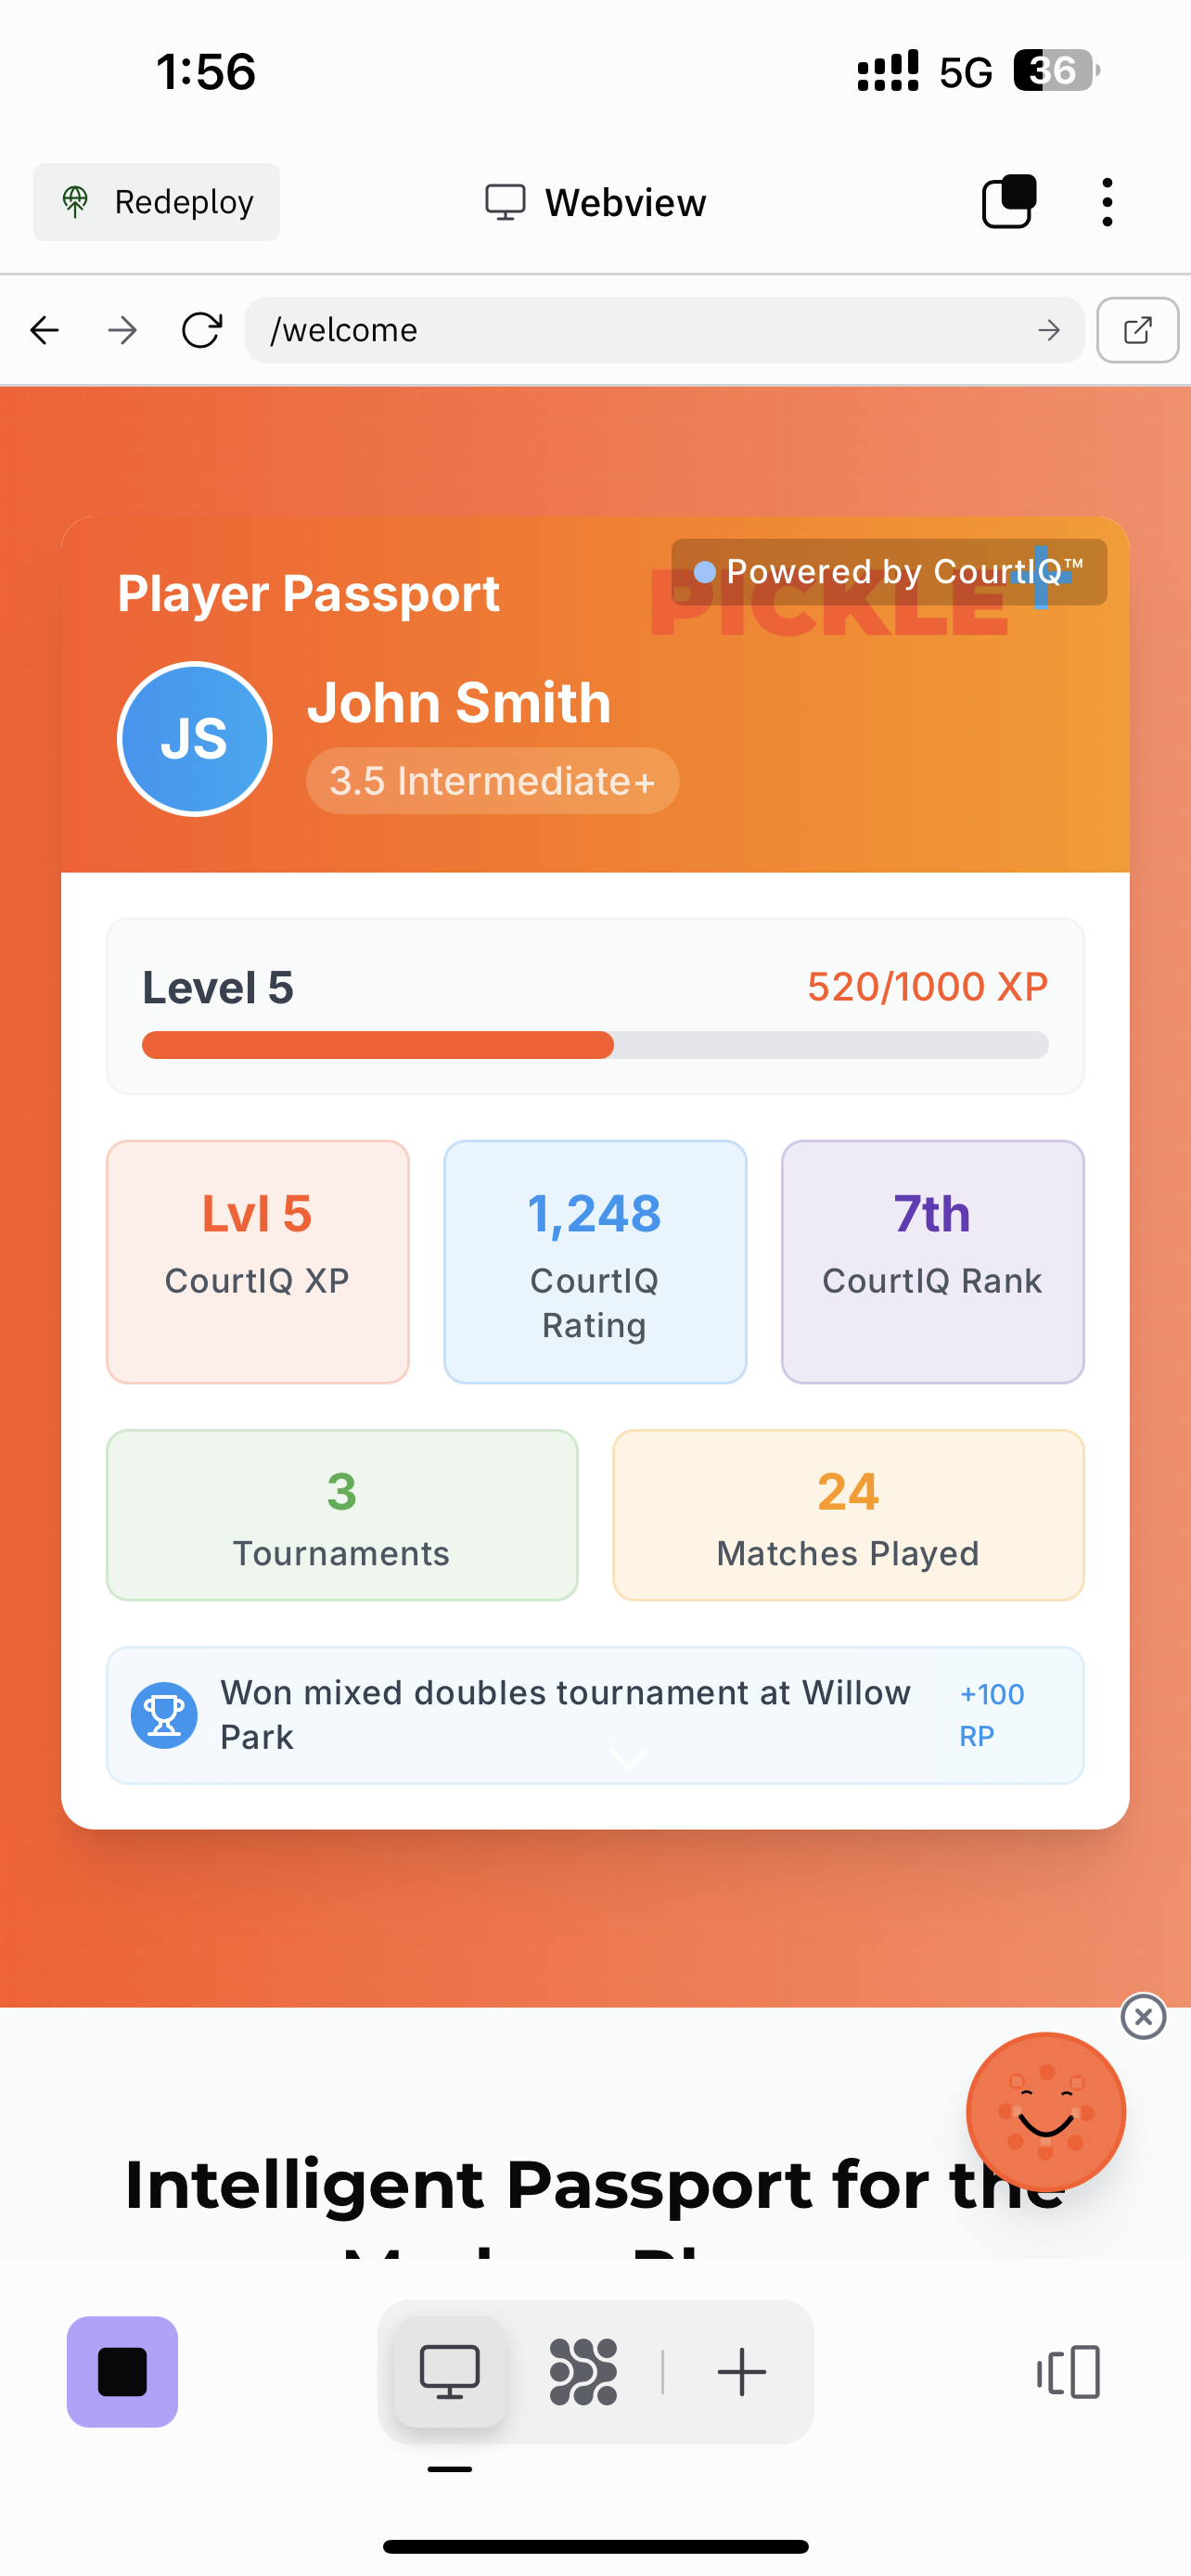 1:56
5G
36
Redeploy
Webview
/welcome
Player Passport
Powered by CourtIQ™
PICKLE
JS
John Smith
3.5 Intermediate+
Level 5
520/1000 XP
Lvl 5
CourtIQ XP
1,248
CourtIQ
Rating
7th
CourtIQ Rank
3
Tournaments
24
Matches Played
Won mixed doubles tournament at Willow
Park
+100
RP
Intelligent Passport for the